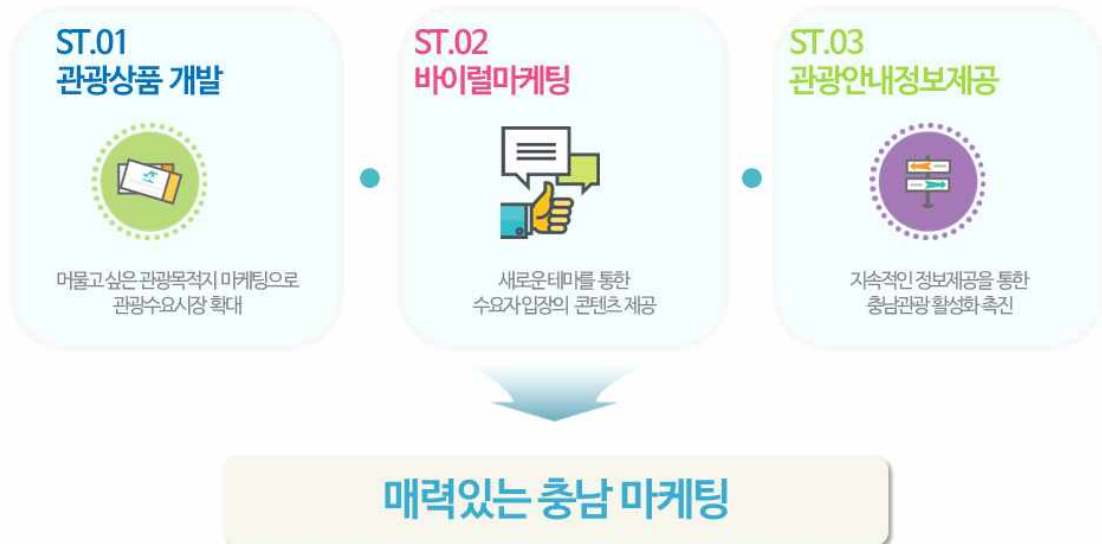 ST.01
관광상품 개발
머물고 싶은 관광목적지 마케팅으로
관광수요시장 확대
ST.02
바이럴마케팅
새로운 테마를 통한
수요자 입장의 콘텐츠 제공
ST.03
관광안내정보제공
지속적인 정보제공을 통한
충남관광 활성화 촉진
매력있는 충남 마케팅